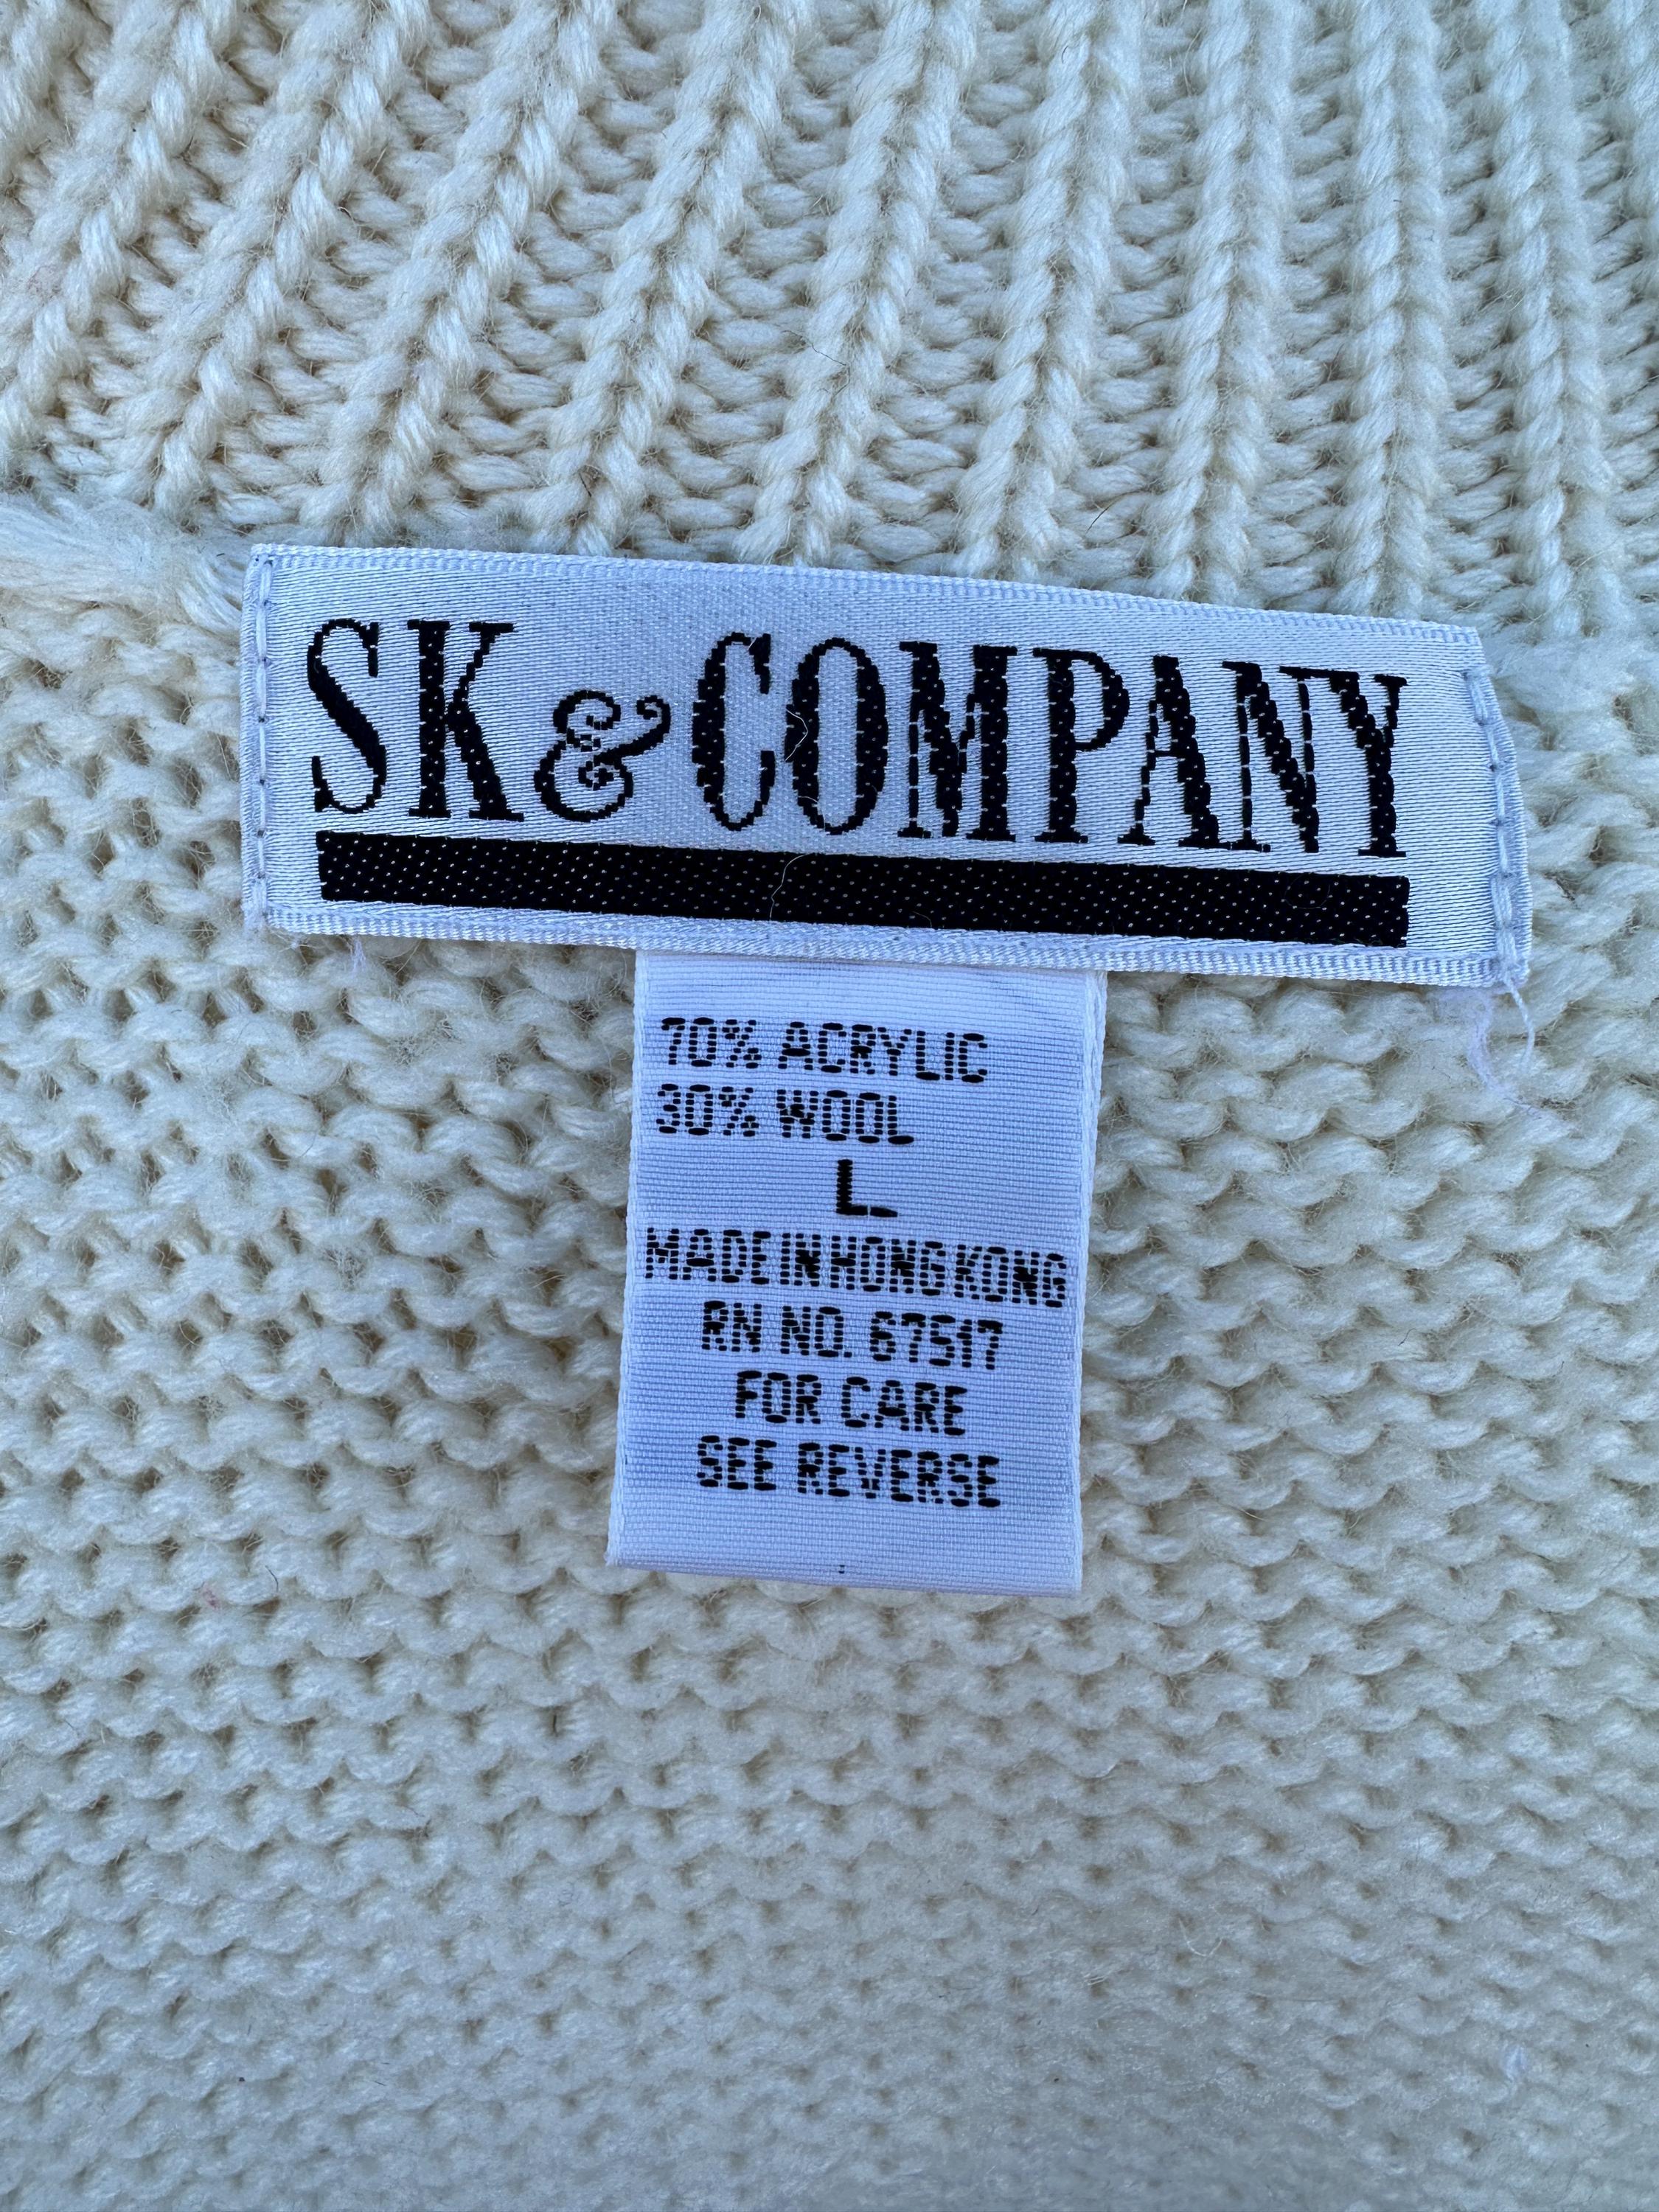 SK & COMPANY
70% ACRYLIC
30% WOOL
L
MADE IN HONG KONG
RN NO. 67517
FOR CARE
SEE REVERSE